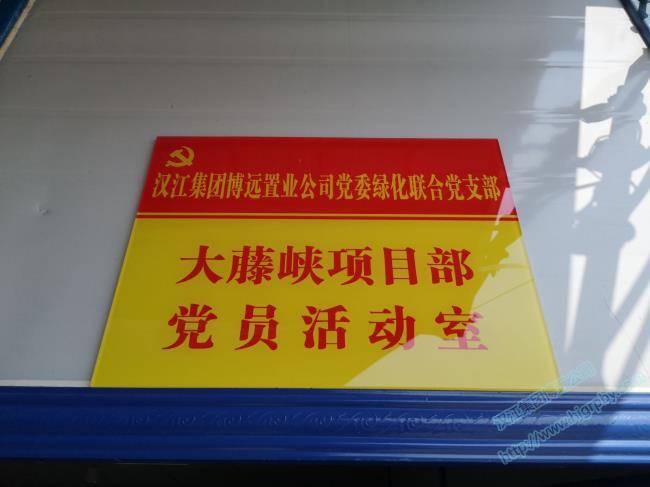 汉江集团博远置业公司党委绿化联合党支部
大藤峡项目部
党员活动室